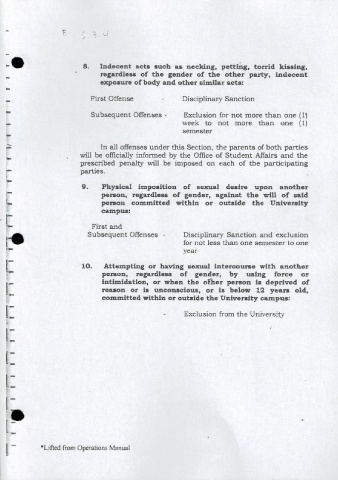 8. Indecent acts such as necking, petting, torrid kissing,
regardless of the gender of the other party, indecent
exposure of body and other similar acts:
First Offense - Disciplinary Sanction
Subsequent Offenses - Exclusion for not more than one (1)
week to not more than one (1)
semester
In all offenses under this Section, the parents of both parties
will be officially informed by the Office of Student Affairs and the
prescribed penalty will be imposed on each of the participating
parties.
9. Physical imposition of sexual desire upon another
person, regardless of gender, against the will of said
person committed within or outside the University
campus:
First and
Subsequent Offenses - Disciplinary Sanction and exclusion
for not less than one semester to one
year
10. Attempting or having sexual intercourse with another
person, regardless of gender, by using force or
intimidation, or when the other person is deprived of
reason or is unconscious, or is below 12 years old,
committed within or outside the University campus:
- Exclusion from the University
*Lifted from Operations Manual